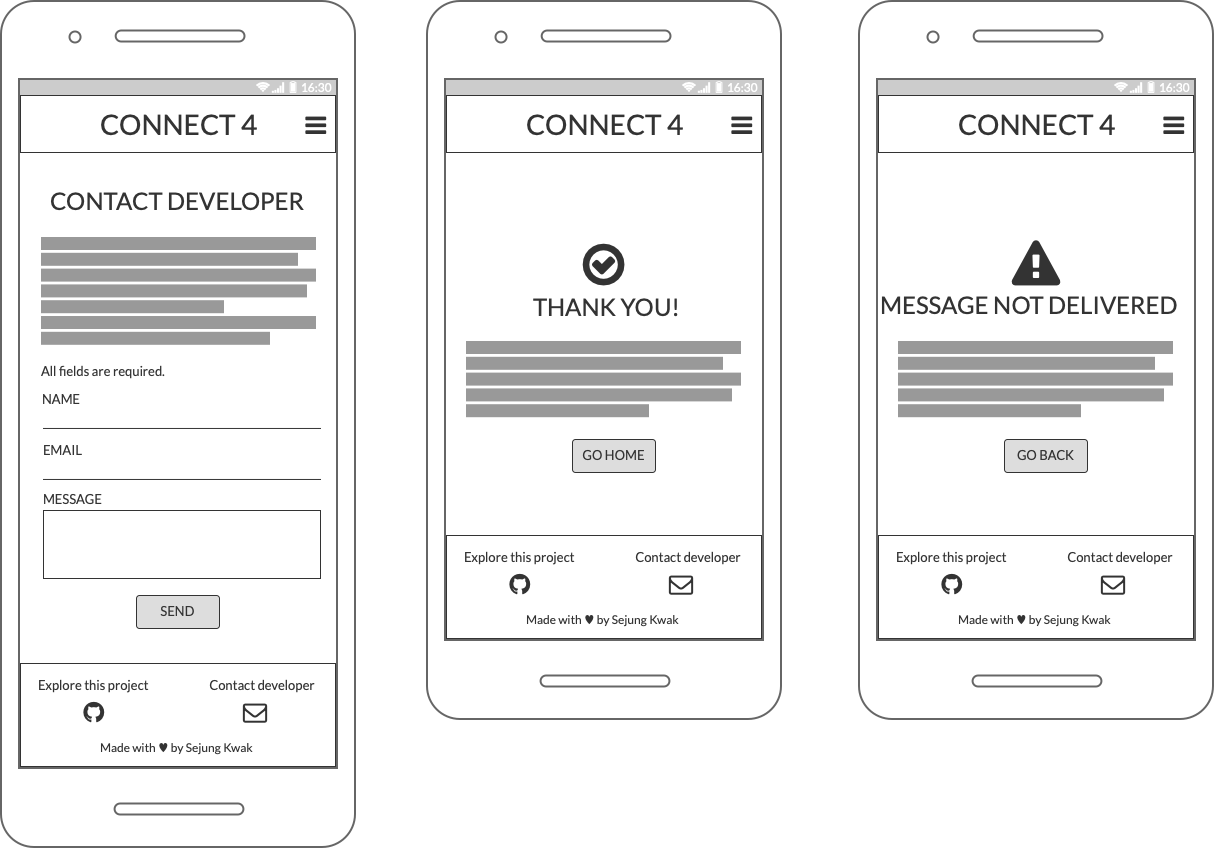 16:30
CONNECT 4
CONTACT DEVELOPER
All fields are required.
NAME
EMAIL
MESSAGE
SEND
Explore this project
Contact developer
Made with ♥ by Sejung Kwak
16:30
CONNECT 4
THANK YOU!
GO HOME
Explore this project
Contact developer
Made with ♥ by Sejung Kwak
16:30
CONNECT 4
MESSAGE NOT DELIVERED
GO BACK
Explore this project
Contact developer
Made with ♥ by Sejung Kwak